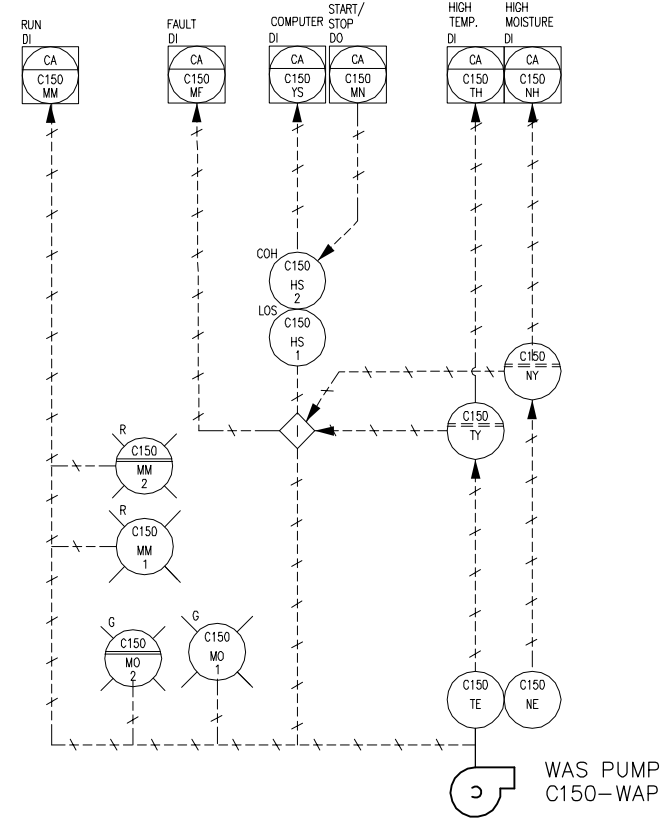 RUN
DI
FAULT
DI
COMPUTER
DI
START/
STOP
DO
HIGH
TEMP.
DI
HIGH
MOISTURE
DI
CA
C150
MM
CA
C150
MF
CA
C150
YS
CA
C150
MN
CA
C150
TH
CA
C150
NH
COH
C150
HS
2
LOS
C150
HS
1
C150
NY
C150
TY
I
R
C150
MM
2
R
C150
MM
1
G
C150
MO
2
G
C150
MO
1
C150
TE
C150
NE
WAS PUMP
C150-WAP